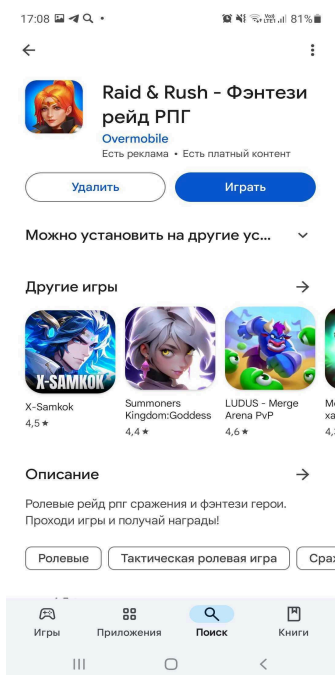 17:08
81%
Raid & Rush - Фэнтези
рейд РПГ
Overmobile
Есть реклама • Есть платный контент
Удалить
Играть
Можно установить на другие ус...
Другие игры
X-SAMKOK
X-Samkok
4,5 ★
Summoners
Kingdom:Goddess
4,4 ★
LUDUS - Merge
Arena PvP
4,6 ★
Описание
Ролевые рейд рпг сражения и фэнтези герои.
Проходи игры и получай награды!
Ролевые
Тактическая ролевая игра
Сра
Игры
Приложения
Поиск
Книги